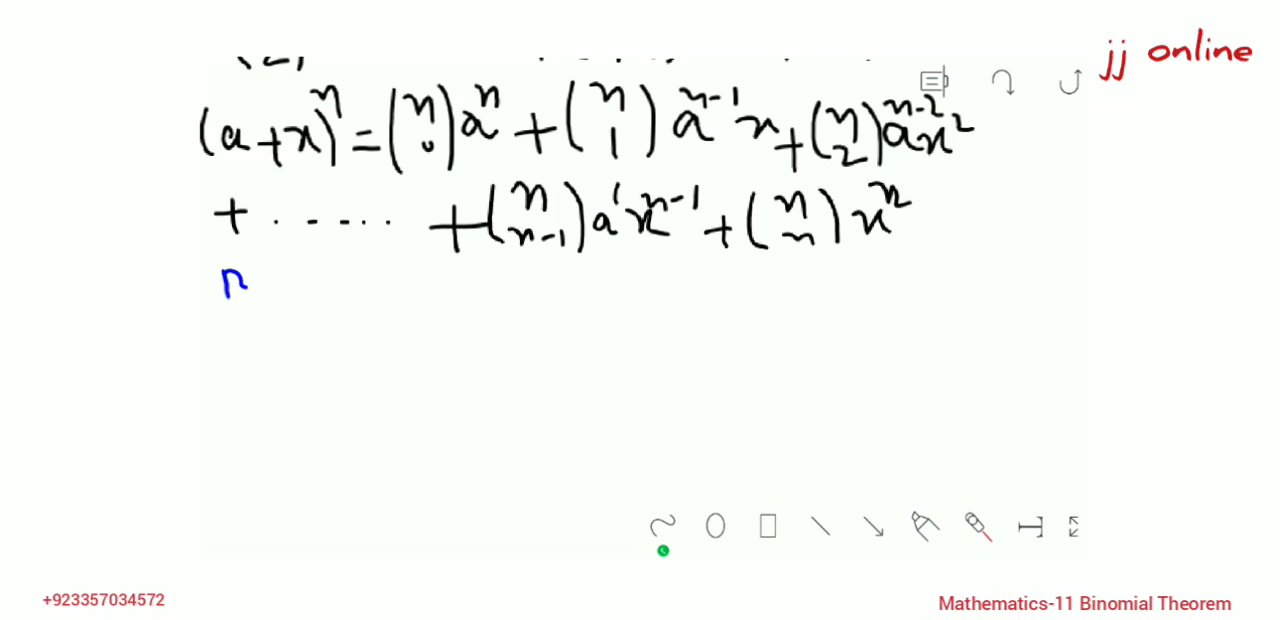 jj online
(a+x)^n = (n 0) a^n + (n 1) a^{n-1} x + (n 2) a^{n-2} x^2
+ ..... + (n n-1) a^1 x^{n-1} + (n n) x^n
n
+923357034572
Mathematics-11 Binomial Theorem